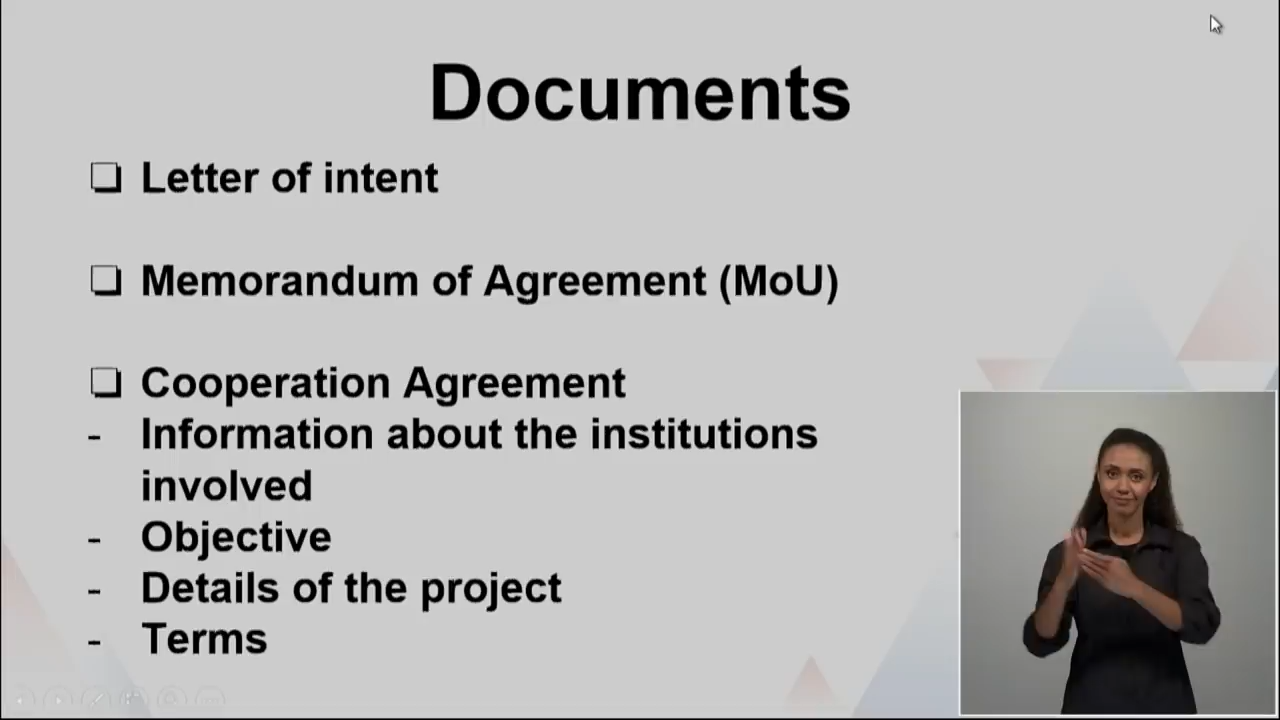 Documents
❑ Letter of intent
❑ Memorandum of Agreement (MoU)
❑ Cooperation Agreement
- Information about the institutions
involved
- Objective
- Details of the project
- Terms